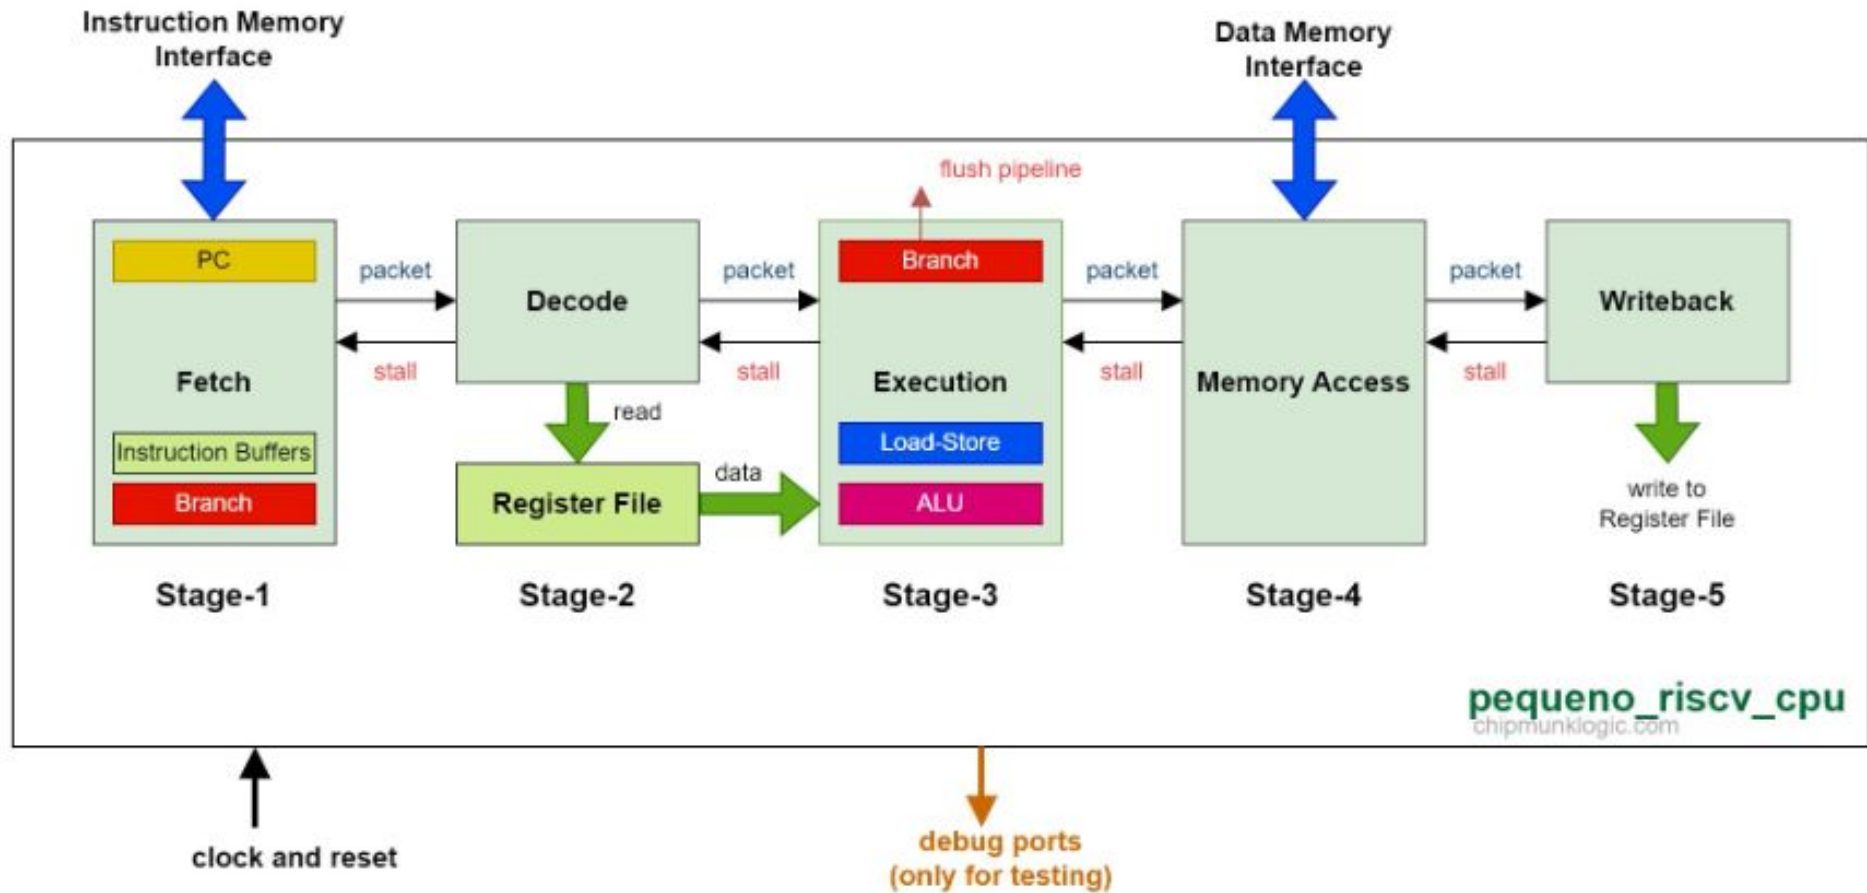 Instruction Memory
Interface
Data Memory
Interface
flush pipeline
PC
Fetch
Instruction Buffers
Branch
packet
stall
Decode
read
Register File
data
packet
stall
Branch
Execution
Load-Store
ALU
packet
stall
Memory Access
packet
stall
Writeback
write to
Register File
Stage-1
Stage-2
Stage-3
Stage-4
Stage-5
pequeno_riscv_cpu
chipmunklogic.com
clock and reset
debug ports
(only for testing)